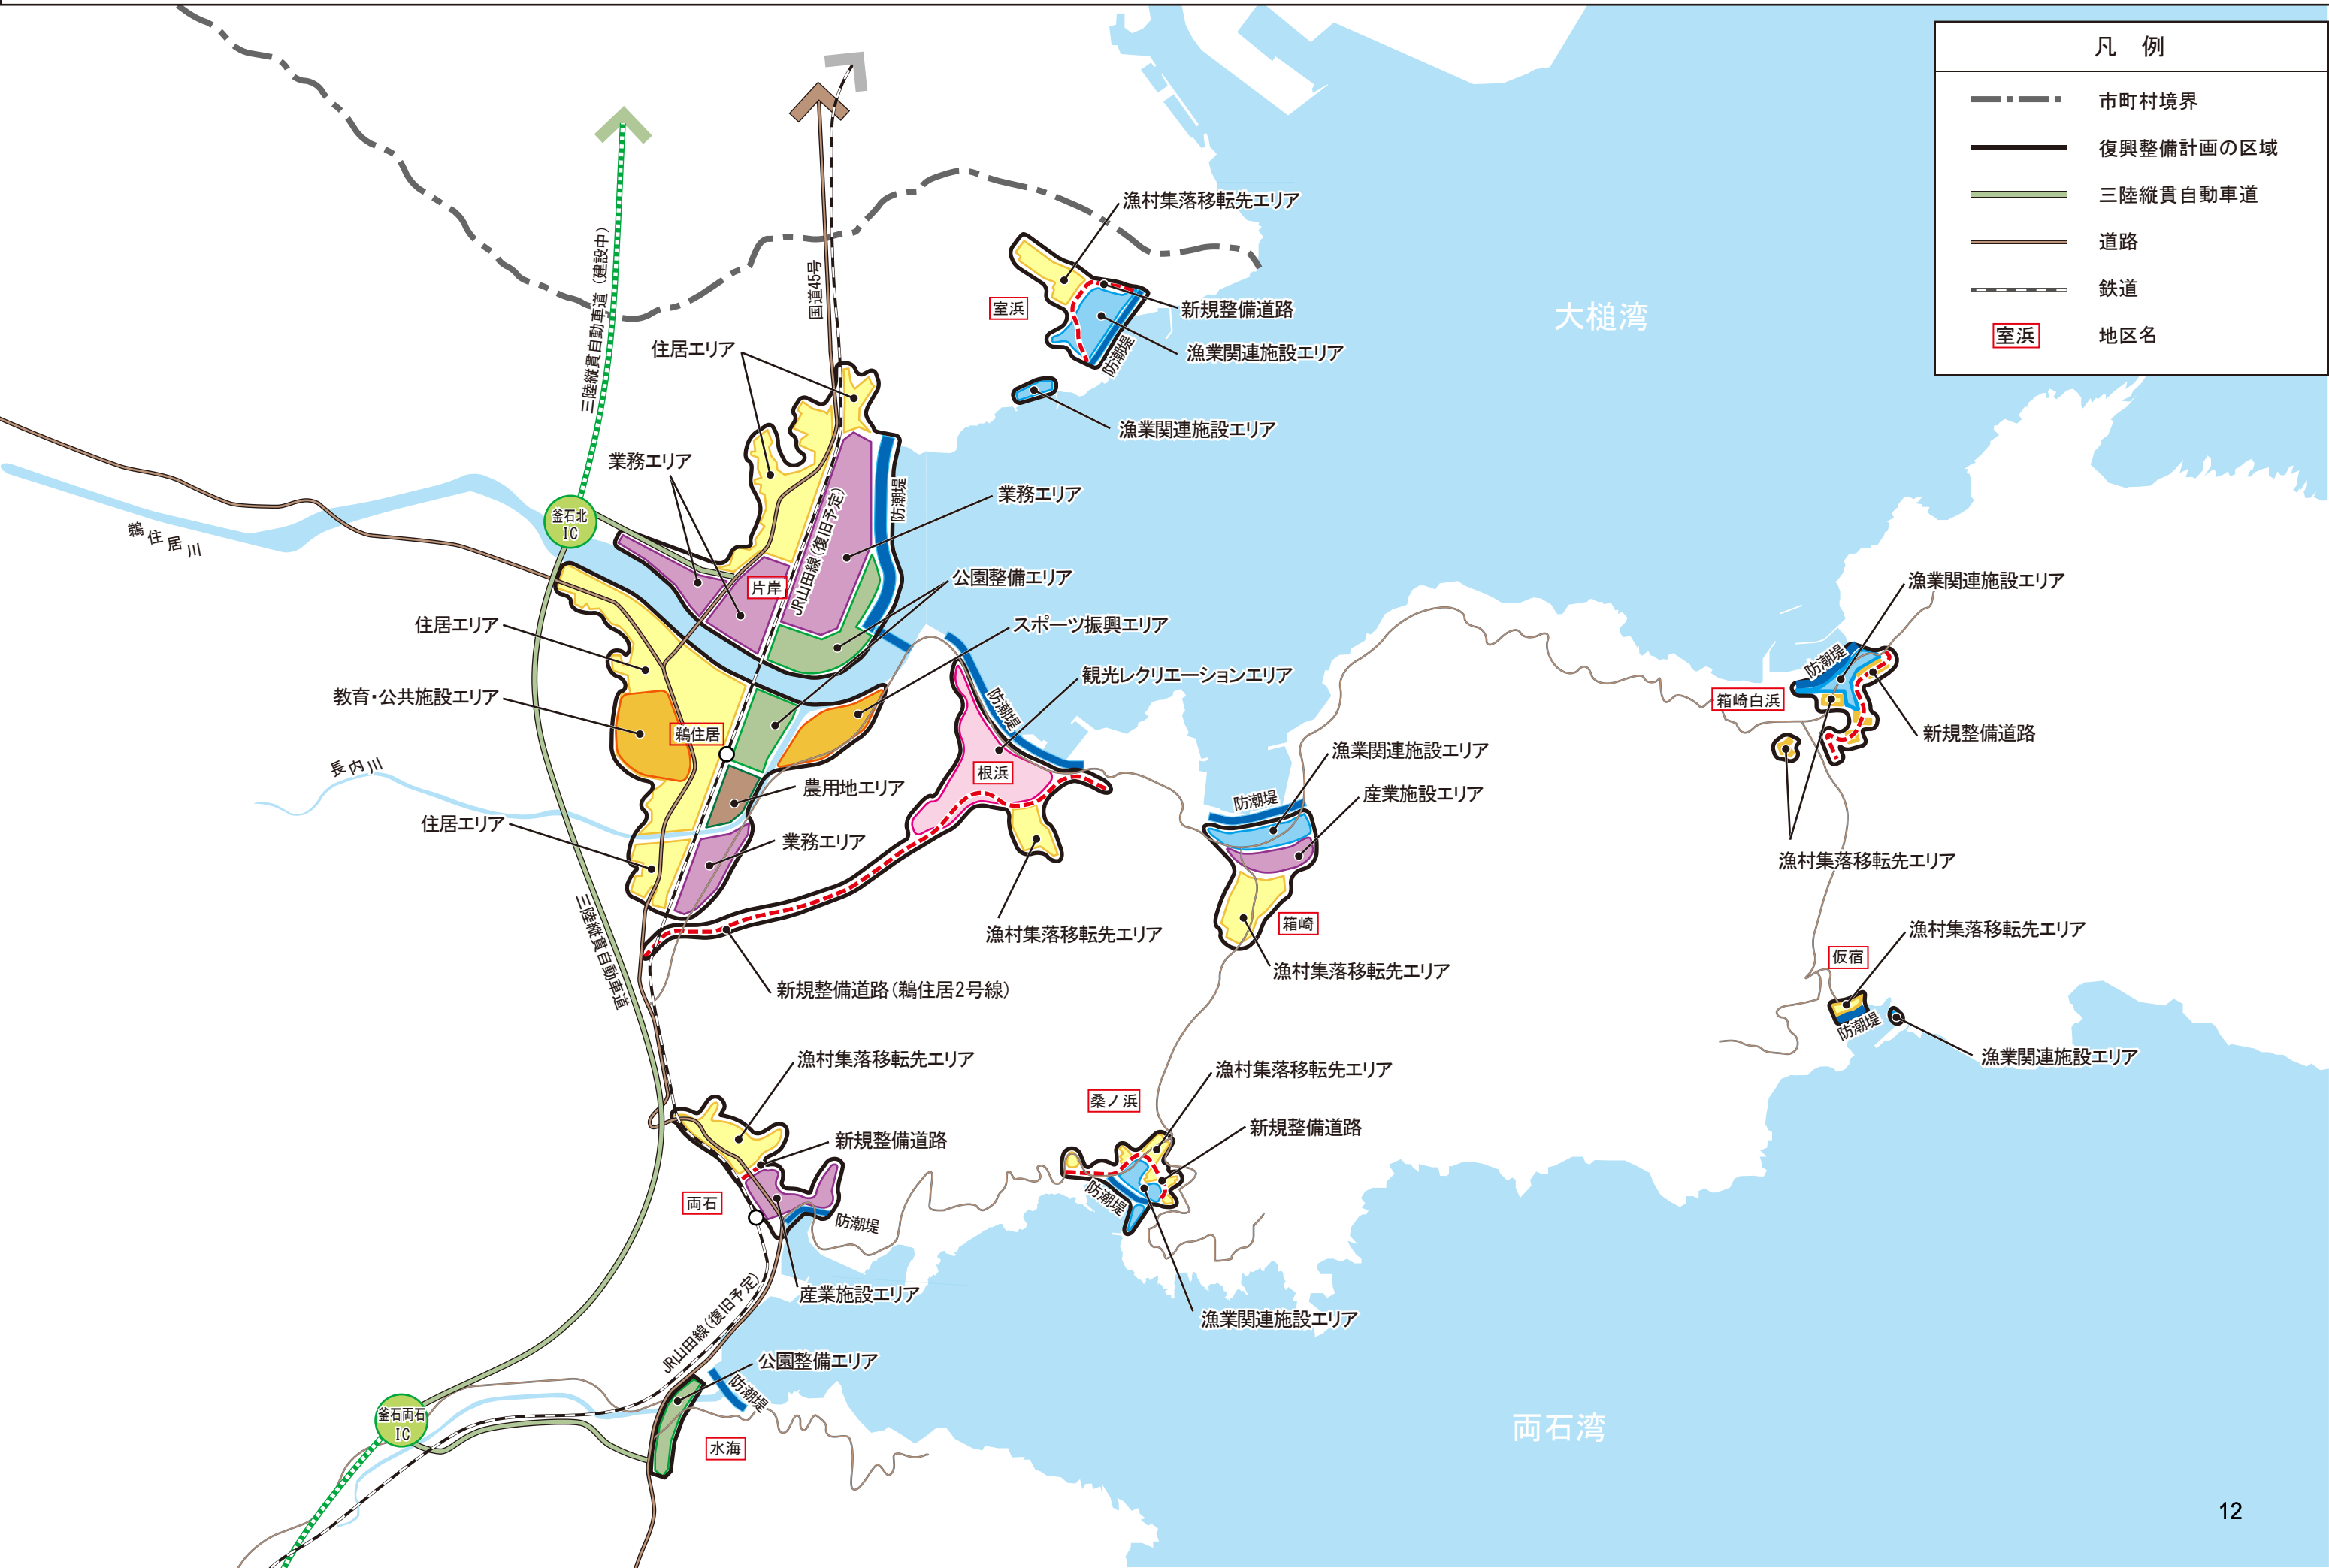 凡 例
市町村境界
復興整備計画の区域
三陸縦貫自動車道
道路
鉄道
室浜
地区名
漁村集落移転先エリア
室浜
新規整備道路
大槌湾
漁業関連施設エリア
防潮堤
漁業関連施設エリア
三陸縦貫自動車道（建設中）
国道45号
住居エリア
業務エリア
業務エリア
防潮堤
JR山田線（復旧予定）
釜石北
IC
鵜住居川
片岸
公園整備エリア
住居エリア
スポーツ振興エリア
教育・公共施設エリア
観光レクリエーションエリア
防潮堤
鵜住居
根浜
長内川
農用地エリア
住居エリア
業務エリア
漁村集落移転先エリア
新規整備道路（鵜住居2号線）
三陸縦貫自動車道
漁業関連施設エリア
防潮堤
産業施設エリア
箱崎
漁村集落移転先エリア
漁業関連施設エリア
防潮堤
箱崎白浜
新規整備道路
漁村集落移転先エリア
漁村集落移転先エリア
仮宿
防潮堤
漁業関連施設エリア
漁村集落移転先エリア
新規整備道路
両石
防潮堤
産業施設エリア
漁村集落移転先エリア
桑ノ浜
新規整備道路
防潮堤
漁業関連施設エリア
JR山田線（復旧予定）
公園整備エリア
防潮堤
釜石両石
IC
水海
両石湾
12